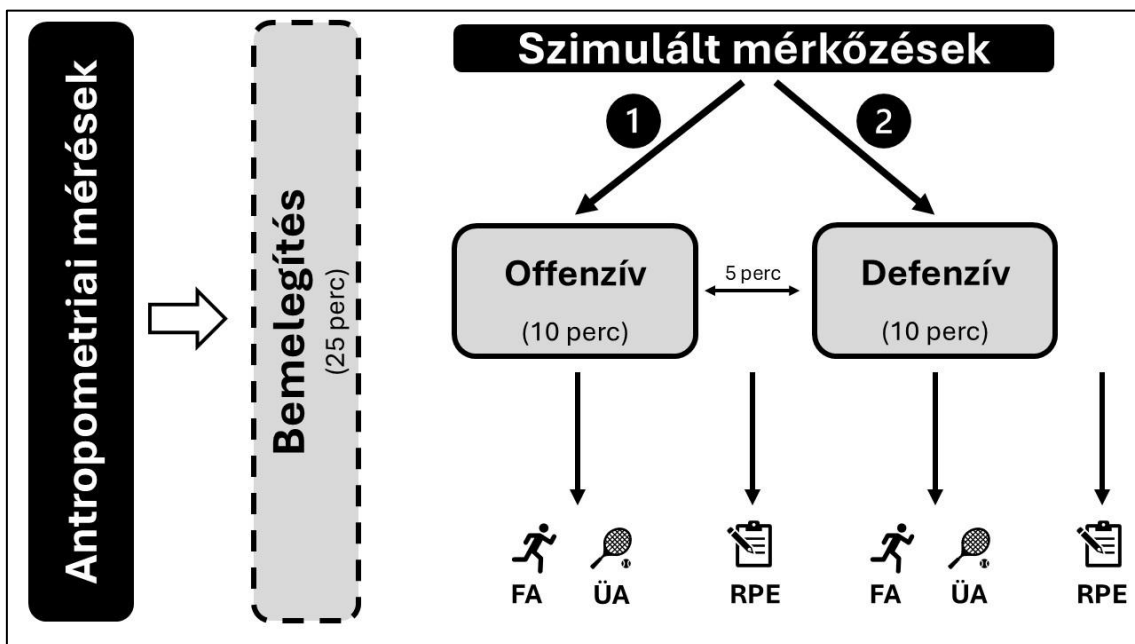 Antropometriai mérések
Bemelegítés
(25 perc)
Szimulált mérkőzések
1
2
Offenzív
(10 perc)
5 perc
Defenzív
(10 perc)
FA
ÜA
RPE
FA
ÜA
RPE